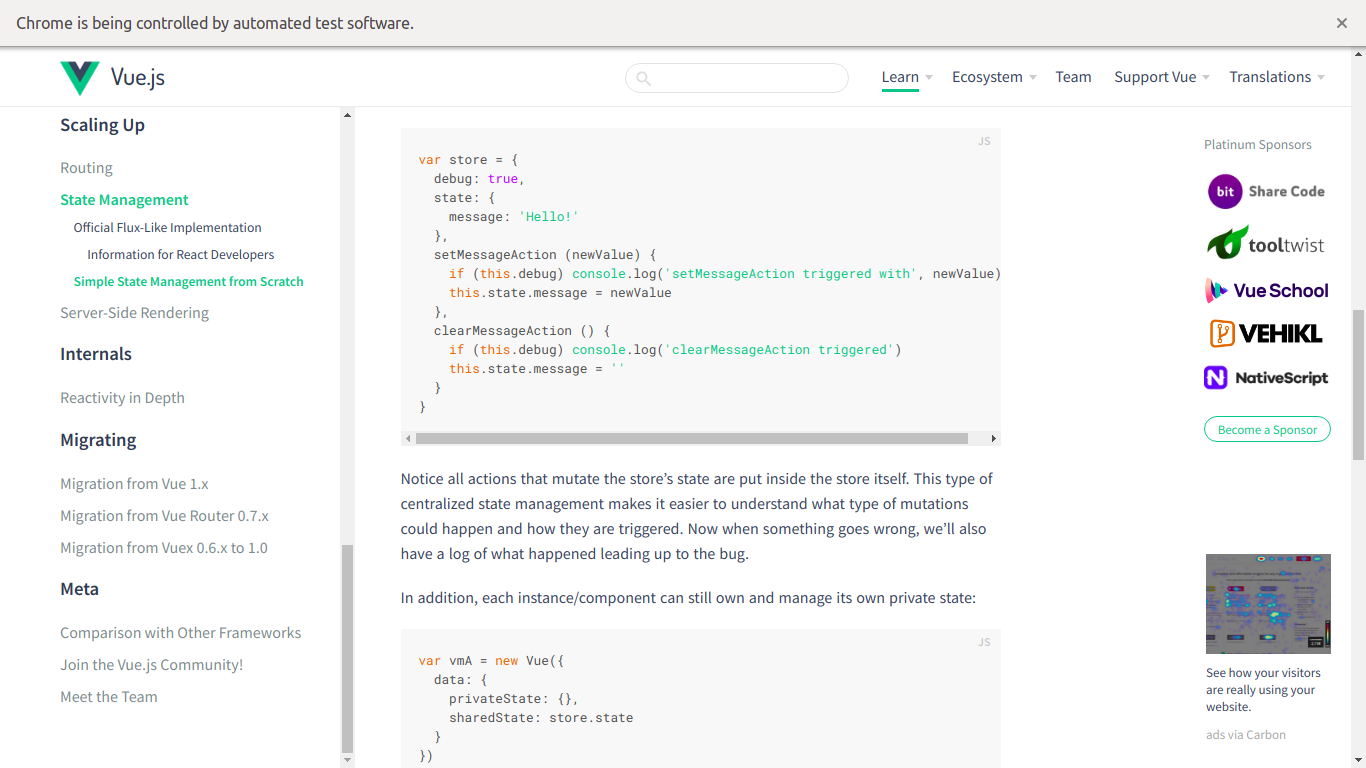 Chrome is being controlled by automated test software.
Vue.js
Learn
Ecosystem
Team
Support Vue
Translations
Scaling Up
Routing
State Management
Official Flux-Like Implementation
Information for React Developers
Simple State Management from Scratch
Server-Side Rendering
Internals
Reactivity in Depth
Migrating
Migration from Vue 1.x
Migration from Vue Router 0.7.x
Migration from Vuex 0.6.x to 1.0
Meta
Comparison with Other Frameworks
Join the Vue.js Community!
Meet the Team
JS
var store = {
  debug: true,
  state: {
    message: 'Hello!'
  },
  setMessageAction (newValue) {
    if (this.debug) console.log('setMessageAction triggered with', newValue)
    this.state.message = newValue
  },
  clearMessageAction () {
    if (this.debug) console.log('clearMessageAction triggered')
    this.state.message = ''
  }
}
Notice all actions that mutate the store’s state are put inside the store itself. This type of
centralized state management makes it easier to understand what type of mutations
could happen and how they are triggered. Now when something goes wrong, we’ll also
have a log of what happened leading up to the bug.
In addition, each instance/component can still own and manage its own private state:
JS
var vmA = new Vue({
  data: {
    privateState: {},
    sharedState: store.state
  }
})
Platinum Sponsors
bit Share Code
tooltwist
Vue School
VEHIKL
N NativeScript
Become a Sponsor
See how your visitors
are really using your
website.
ads via Carbon